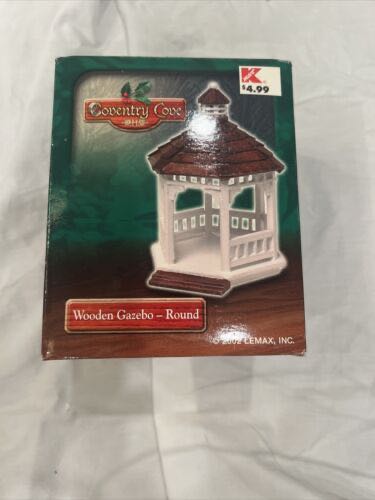 K
$4.99
Coventry Cove
Wooden Gazebo – Round
© 2002 LEMAX, INC.